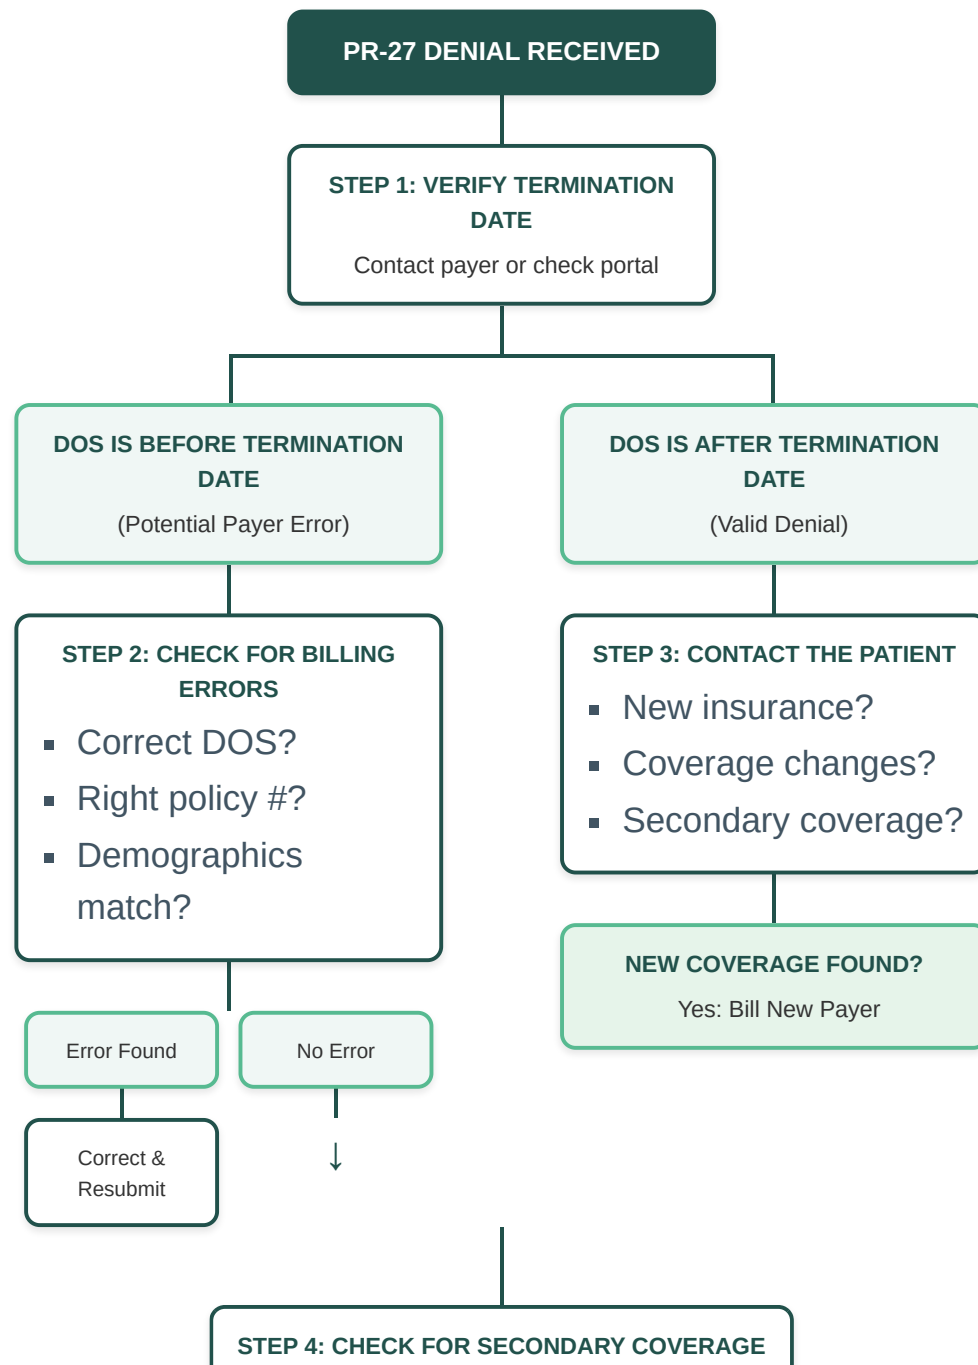 PR-27 DENIAL RECEIVED
STEP 1: VERIFY TERMINATION
DATE
Contact payer or check portal
DOS IS BEFORE TERMINATION
DATE
(Potential Payer Error)
DOS IS AFTER TERMINATION
DATE
(Valid Denial)
STEP 2: CHECK FOR BILLING
ERRORS
Correct DOS?
Right policy #?
Demographics
match?
STEP 3: CONTACT THE PATIENT
New insurance?
Coverage changes?
Secondary coverage?
NEW COVERAGE FOUND?
Yes: Bill New Payer
Error Found
No Error
Correct &
Resubmit
↓
STEP 4: CHECK FOR SECONDARY COVERAGE